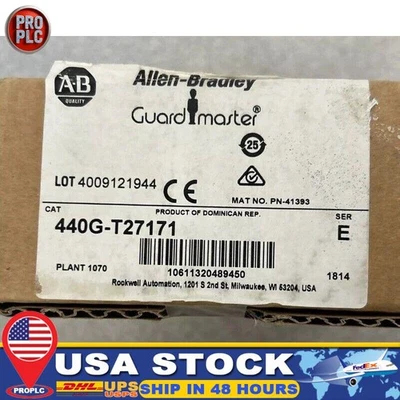 PRO
PLC
Allen-Bradley
AB
QUALITY
Guardmaster®
25
LOT 4009121944
CE
MAT NO. PN-41393
CAT
PRODUCT OF DOMINICAN REP.
SER
440G-T27171
E
PLANT 1070
10611320489450
1814
Rockwell Automation, 1201 S 2nd St, Milwaukee, WI 53204, USA
USA STOCK
FedEx
PROPLC
DHL UPS USPS SHIP IN 48 HOURS